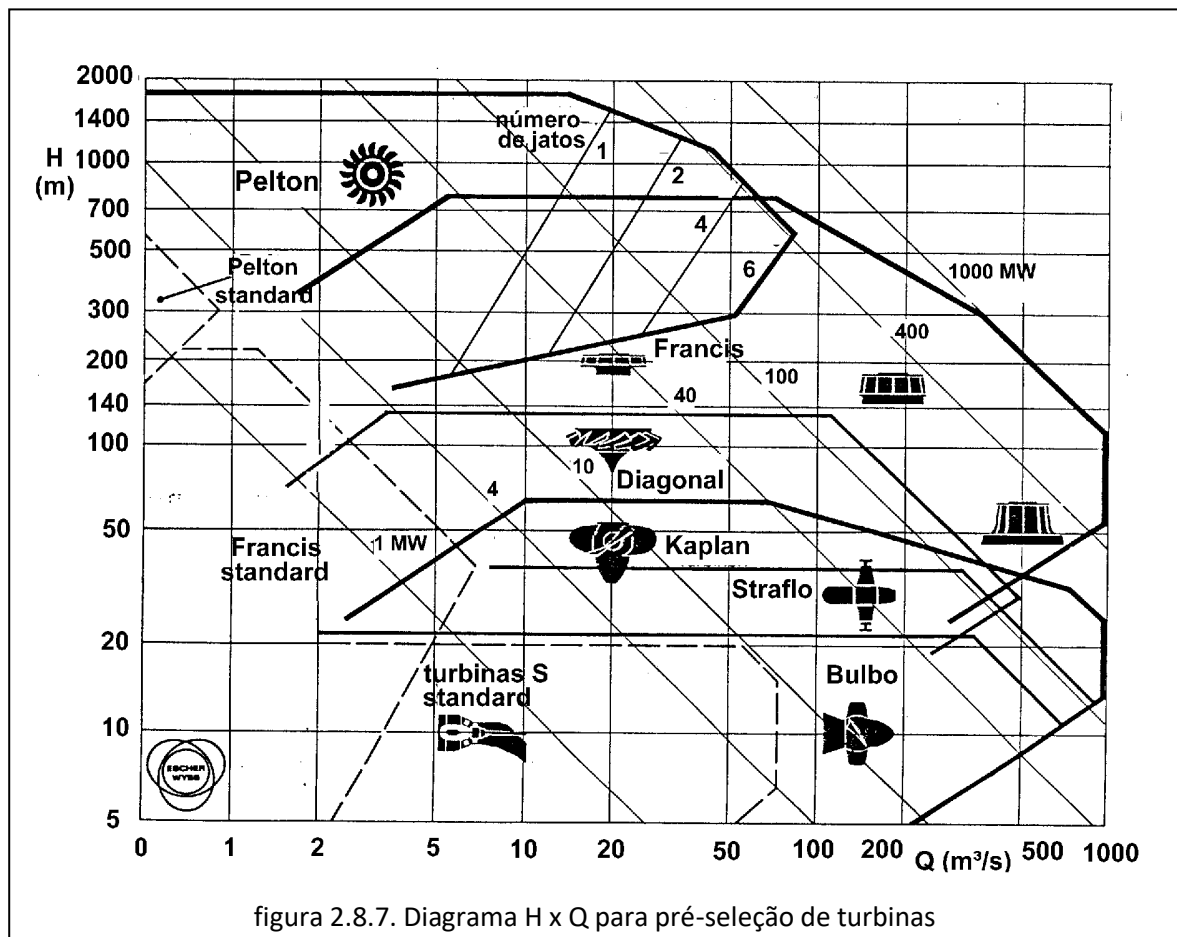 2000
1400
H
(m)
1000
700
500
300
200
140
100
50
20
10
5
número
de jatos
1
2
4
6
Pelton
Pelton
standard
1000 MW
400
Francis
100
40
10
Diagonal
4
1 MW
Francis
standard
Kaplan
Straflo
turbinas S
standard
Bulbo
ESCHER
WYSS
0 1 2 5 10 20 50 100 200 Q (m³/s) 500 1000
figura 2.8.7. Diagrama H x Q para pré-seleção de turbinas